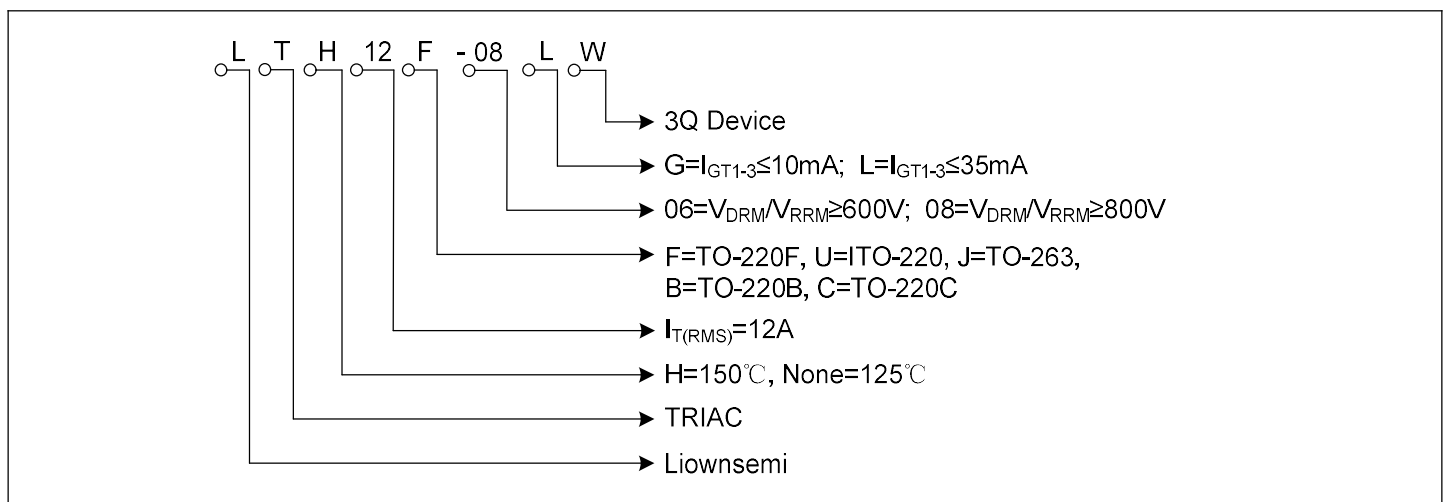 L T H 12 F - 08 L W
3Q Device
G=IGT1-3≤10mA; L=IGT1-3≤35mA
06=VDRM/VRRM≥600V; 08=VDRM/VRRM≥800V
F=TO-220F, U=ITO-220, J=TO-263,
B=TO-220B, C=TO-220C
IT(RMS)=12A
H=150℃, None=125℃
TRIAC
Liownsemi